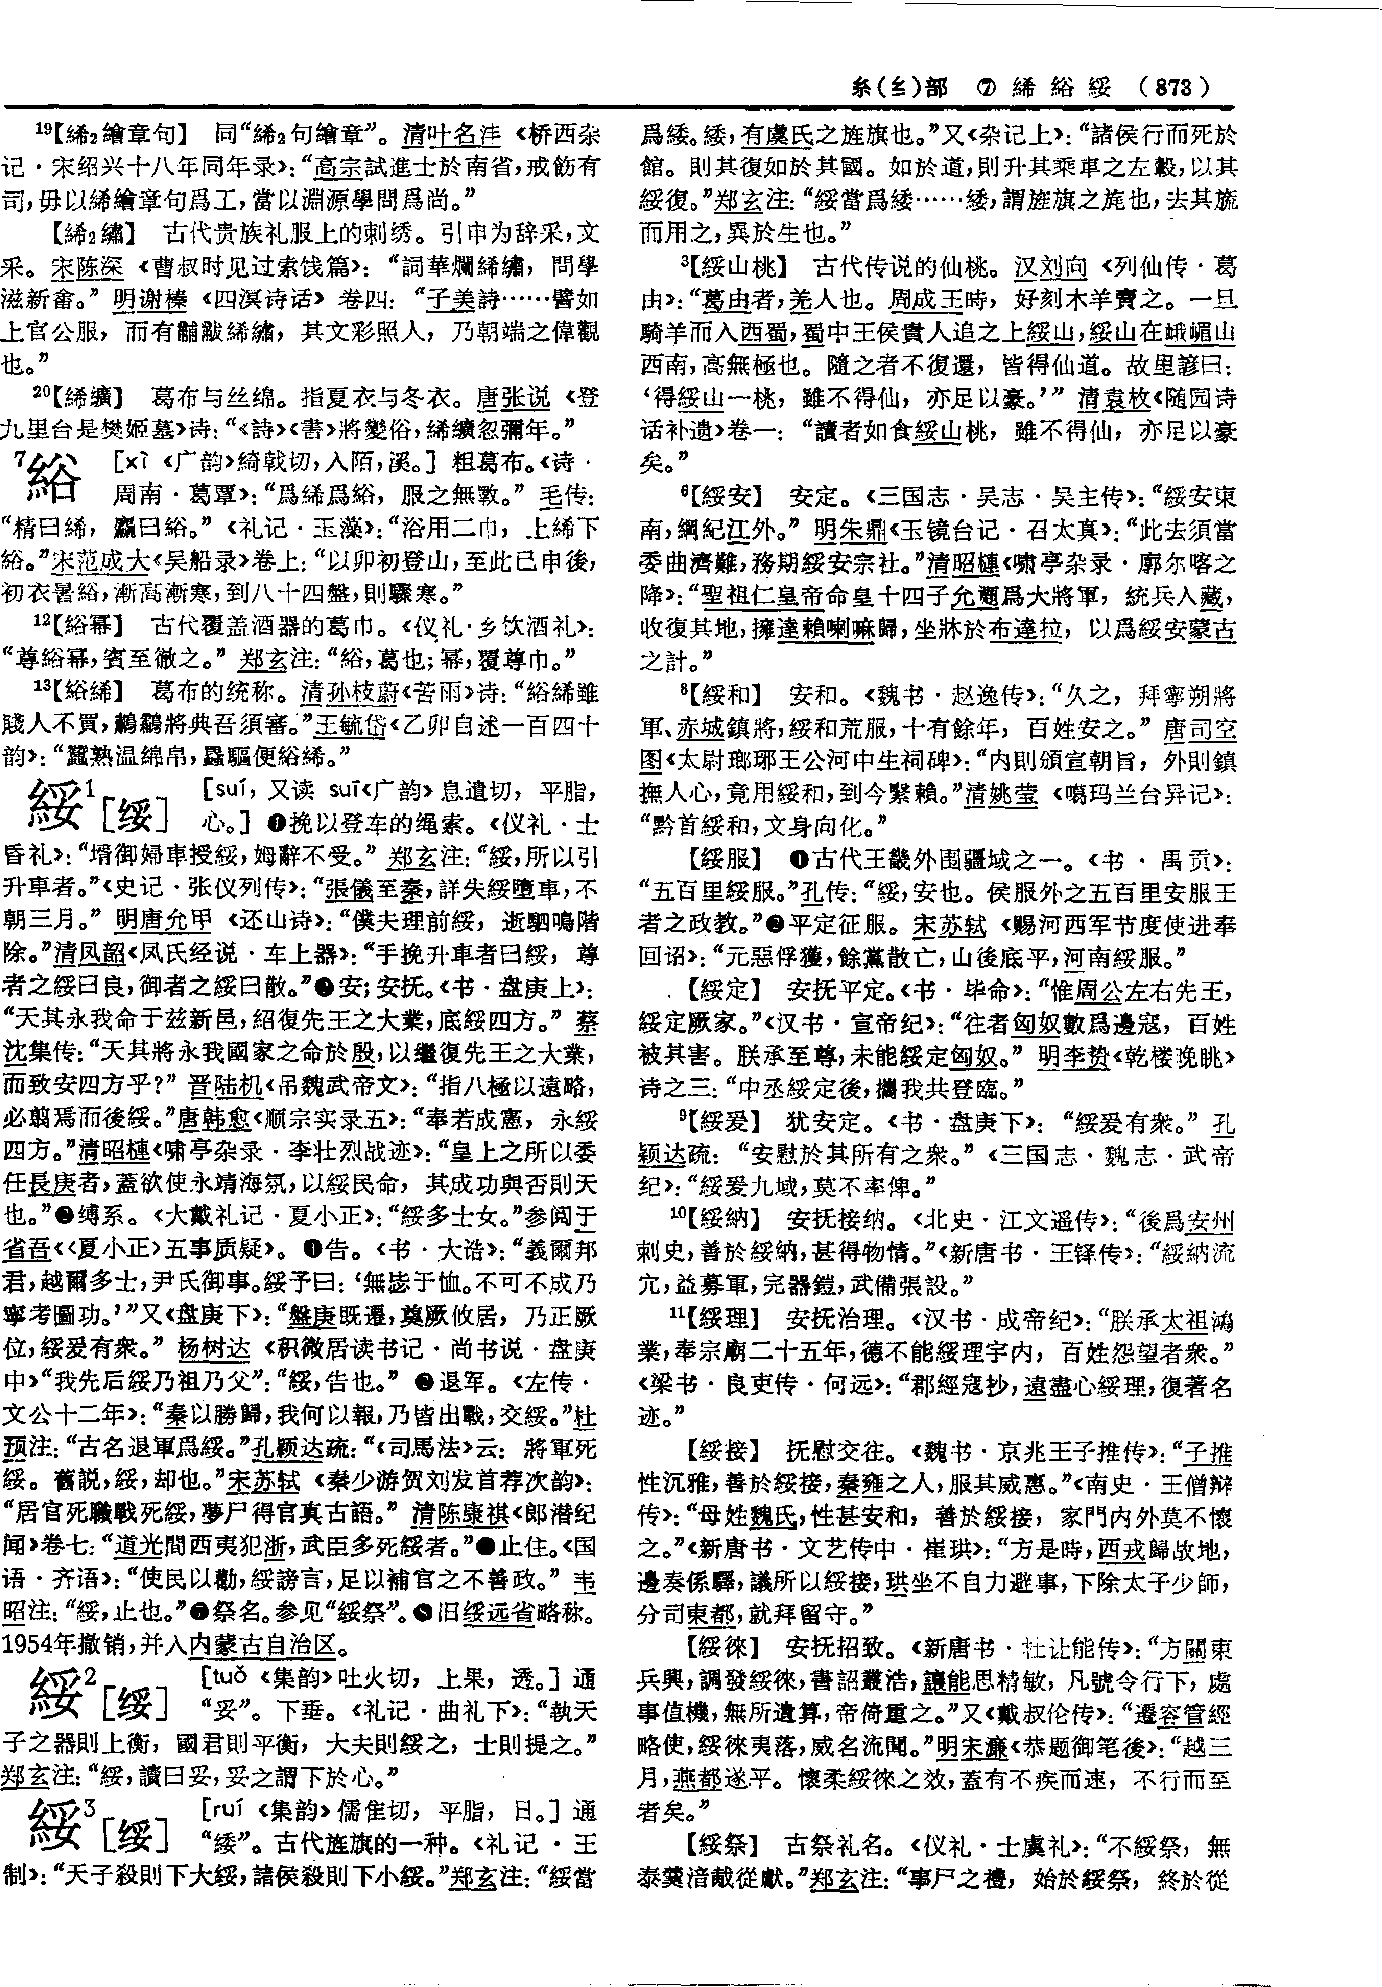 糸(纟)部 ⑦ 絺 綌 綏 (873)
19【絺2繪章句】 同“絺2句繪章”。清叶名沣《桥西杂
记·宋绍兴十八年同年录》：“高宗試進士於南省，戒飭有
司，毋以絺繪章句爲工，當以淵源學問爲尚。”
【絺2繡】 古代贵族礼服上的刺绣。引申为辞采，文
采。宋陈深《曹叔时见过索饯篇》：“詞華爛絺繡，問學
滋新畬。”明谢榛《四溟诗话》卷四：“子美詩……譬如
上官公服，而有黼黻絺繡，其文彩照人，乃朝端之偉觀
也。”
20【絺纊】 葛布与丝绵。指夏衣与冬衣。唐张说《登
九里台是樊姬墓》诗：“《詩》《書》將變俗，絺纊忽彌年。”
7綌 [xì《广韵》綺戟切，入陌，溪。]粗葛布。《诗·
周南·葛覃》：“爲絺爲綌，服之無斁。”毛传：
“精曰絺，麤曰綌。”《礼记·玉藻》：“浴用二巾，上絺下
綌。”宋范成大《吴船录》卷上：“以卯初登山，至此已申後，
初衣暑綌，漸高漸寒，到八十四盤，則驟寒。”
12【綌冪】 古代覆盖酒器的葛巾。《仪礼·乡饮酒礼》：
“尊綌冪，賓至徹之。”郑玄注：“綌，葛也；冪，覆尊巾。”
13【綌絺】 葛布的统称。清孙枝蔚《苦雨》诗：“綌絺雖
賤人不買，鷫鸘將典吾須審。”王毓岱《乙卯自述一百四十
韵》：“蠶熟温綿帛，蟲驅便綌絺。”
綏1[绥] [suí，又读 suī《广韵》息遺切，平脂，
心。]❶挽以登车的绳索。《仪礼·士
昏礼》：“壻御婦車授綏，姆辭不受。”郑玄注：“綏，所以引
升車者。”《史记·张仪列传》：“張儀至秦，詳失綏墮車，不
朝三月。”明唐允甲《还山诗》：“僕夫理前綏，逝駟鳴階
除。”清凤韶《凤氏经说·车上器》：“手挽升車者曰綏，尊
者之綏曰良，御者之綏曰散。”❷安；安抚。《书·盘庚上》：
“天其永我命于兹新邑，紹復先王之大業，底綏四方。”蔡
沈集传：“天其將永我國家之命於殷，以繼復先王之大業，
而致安四方乎？”晋陆机《吊魏武帝文》：“指八極以遠略，
必翦焉而後綏。”唐韩愈《顺宗实录五》：“奉若成憲，永綏
四方。”清昭槤《啸亭杂录·李壮烈战迹》：“皇上之所以委
任長庚者，蓋欲使永靖海氛，以綏民命，其成功與否則天
也。”❸缚系。《大戴礼记·夏小正》：“綏多士女。”参阅于
省吾《〈夏小正〉五事质疑》。❹告。《书·大诰》：“義爾邦
君，越爾多士，尹氏御事。綏予曰：‘無毖于恤。不可不成乃
寧考圖功。’”又《盘庚下》：“盤庚既遷，奠厥攸居，乃正厥
位，綏爰有衆。”杨树达《积微居读书记·尚书说·盘庚
中》“我先后綏乃祖乃父”：“綏，告也。”❺退军。《左传·
文公十二年》：“秦以勝歸，我何以報，乃皆出戰，交綏。”杜
预注：“古名退軍爲綏。”孔颖达疏：“《司馬法》云：將軍死
綏。舊説，綏，却也。”宋苏轼《秦少游贺刘发首荐次韵》：
“居官死職戰死綏，夢尸得官真古語。”清陈康祺《郎潜纪
闻》卷七：“道光間西夷犯浙，武臣多死綏者。”❻止住。《国
语·齐语》：“使民以勸，綏謗言，足以補官之不善政。”韦
昭注：“綏，止也。”❼祭名。参见“綏祭”。❽旧绥远省略称。
1954年撤销，并入内蒙古自治区。
綏2[绥] [tuǒ《集韵》吐火切，上果，透。]通
“妥”。下垂。《礼记·曲礼下》：“執天
子之器則上衡，國君則平衡，大夫則綏之，士則提之。”
郑玄注：“綏，讀曰妥，妥之謂下於心。”
綏3[绥] [ruí《集韵》儒隹切，平脂，日。]通
“緌”。古代旌旗的一种。《礼记·王
制》：“天子殺則下大綏，諸侯殺則下小綏。”郑玄注：“綏當
爲緌。緌，有虞氏之旌旗也。”又《杂记上》：“諸侯行而死於
館。則其復如於其國。如於道，則升其乘車之左轂，以其
綏復。”郑玄注：“綏當爲緌……緌，謂旌旗之旄也，去其旒
而用之，異於生也。”
3【綏山桃】 古代传说的仙桃。汉刘向《列仙传·葛
由》：“葛由者，羌人也。周成王時，好刻木羊賣之。一旦
騎羊而入西蜀，蜀中王侯貴人追之上綏山，綏山在峨嵋山
西南，高無極也。隨之者不復還，皆得仙道。故里諺曰：
‘得綏山一桃，雖不得仙，亦足以豪。’”清袁枚《随园诗
话补遗》卷一：“讀者如食綏山桃，雖不得仙，亦足以豪
矣。”
6【綏安】 安定。《三国志·吴志·吴主传》：“綏安東
南，綱紀江外。”明朱鼎《玉镜台记·召太真》：“此去須當
委曲濟難，務期綏安宗社。”清昭槤《啸亭杂录·廓尔喀之
降》：“聖祖仁皇帝命皇十四子允禵爲大將軍，統兵入藏，
收復其地，擁達賴喇嘛歸，坐牀於布達拉，以爲綏安蒙古
之計。”
8【綏和】 安和。《魏书·赵逸传》：“久之，拜寧朔將
軍、赤城鎮將，綏和荒服，十有餘年，百姓安之。”唐司空
图《太尉瑯琊王公河中生祠碑》：“内則頒宣朝旨，外則鎮
撫人心，竟用綏和，到今繄賴。”清姚莹《噶玛兰台异记》：
“黔首綏和，文身向化。”
【綏服】 ❶古代王畿外围疆域之一。《书·禹贡》：
“五百里綏服。”孔传：“綏，安也。侯服外之五百里安服王
者之政教。”❷平定征服。宋苏轼《赐河西军节度使进奉
回诏》：“元惡俘獲，餘黨散亡，山後底平，河南綏服。”
【綏定】 安抚平定。《书·毕命》：“惟周公左右先王，
綏定厥家。”《汉书·宣帝纪》：“往者匈奴數爲邊寇，百姓
被其害。朕承至尊，未能綏定匈奴。”明李贽《乾楼晚眺》
诗之三：“中丞綏定後，攜我共登臨。”
9【綏爰】 犹安定。《书·盘庚下》：“綏爰有衆。”孔
颖达疏：“安慰於其所有之衆。”《三国志·魏志·武帝
纪》：“綏爰九域，莫不率俾。”
10【綏納】 安抚接纳。《北史·江文遥传》：“後爲安州
刺史，善於綏納，甚得物情。”《新唐书·王铎传》：“綏納流
冗，益募軍，完器鎧，武備張設。”
11【綏理】 安抚治理。《汉书·成帝纪》：“朕承太祖鴻
業，奉宗廟二十五年，德不能綏理宇内，百姓怨望者衆。”
《梁书·良吏传·何远》：“郡經寇抄，遠盡心綏理，復著名
迹。”
【綏接】 抚慰交往。《魏书·京兆王子推传》：“子推
性沉雅，善於綏接，秦雍之人，服其威惠。”《南史·王僧辩
传》：“母姓魏氏，性甚安和，善於綏接，家門内外莫不懷
之。”《新唐书·文艺传中·崔珙》：“方是時，西戎歸故地，
邊奏係驛，議所以綏接，珙坐不自力避事，下除太子少師，
分司東都，就拜留守。”
【綏徠】 安抚招致。《新唐书·杜让能传》：“方關東
兵興，調發綏徠，書詔叢浩，讓能思精敏，凡號令行下，處
事值機，無所遺算，帝倚重之。”又《戴叔伦传》：“遷容管經
略使，綏徠夷落，威名流聞。”明宋濂《恭题御笔後》：“越三
月，燕都遂平。懷柔綏徠之效，蓋有不疾而速，不行而至
者矣。”
【綏祭】 古祭礼名。《仪礼·士虞礼》：“不綏祭，無
泰羹湆胾從獻。”郑玄注：“事尸之禮，始於綏祭，終於從